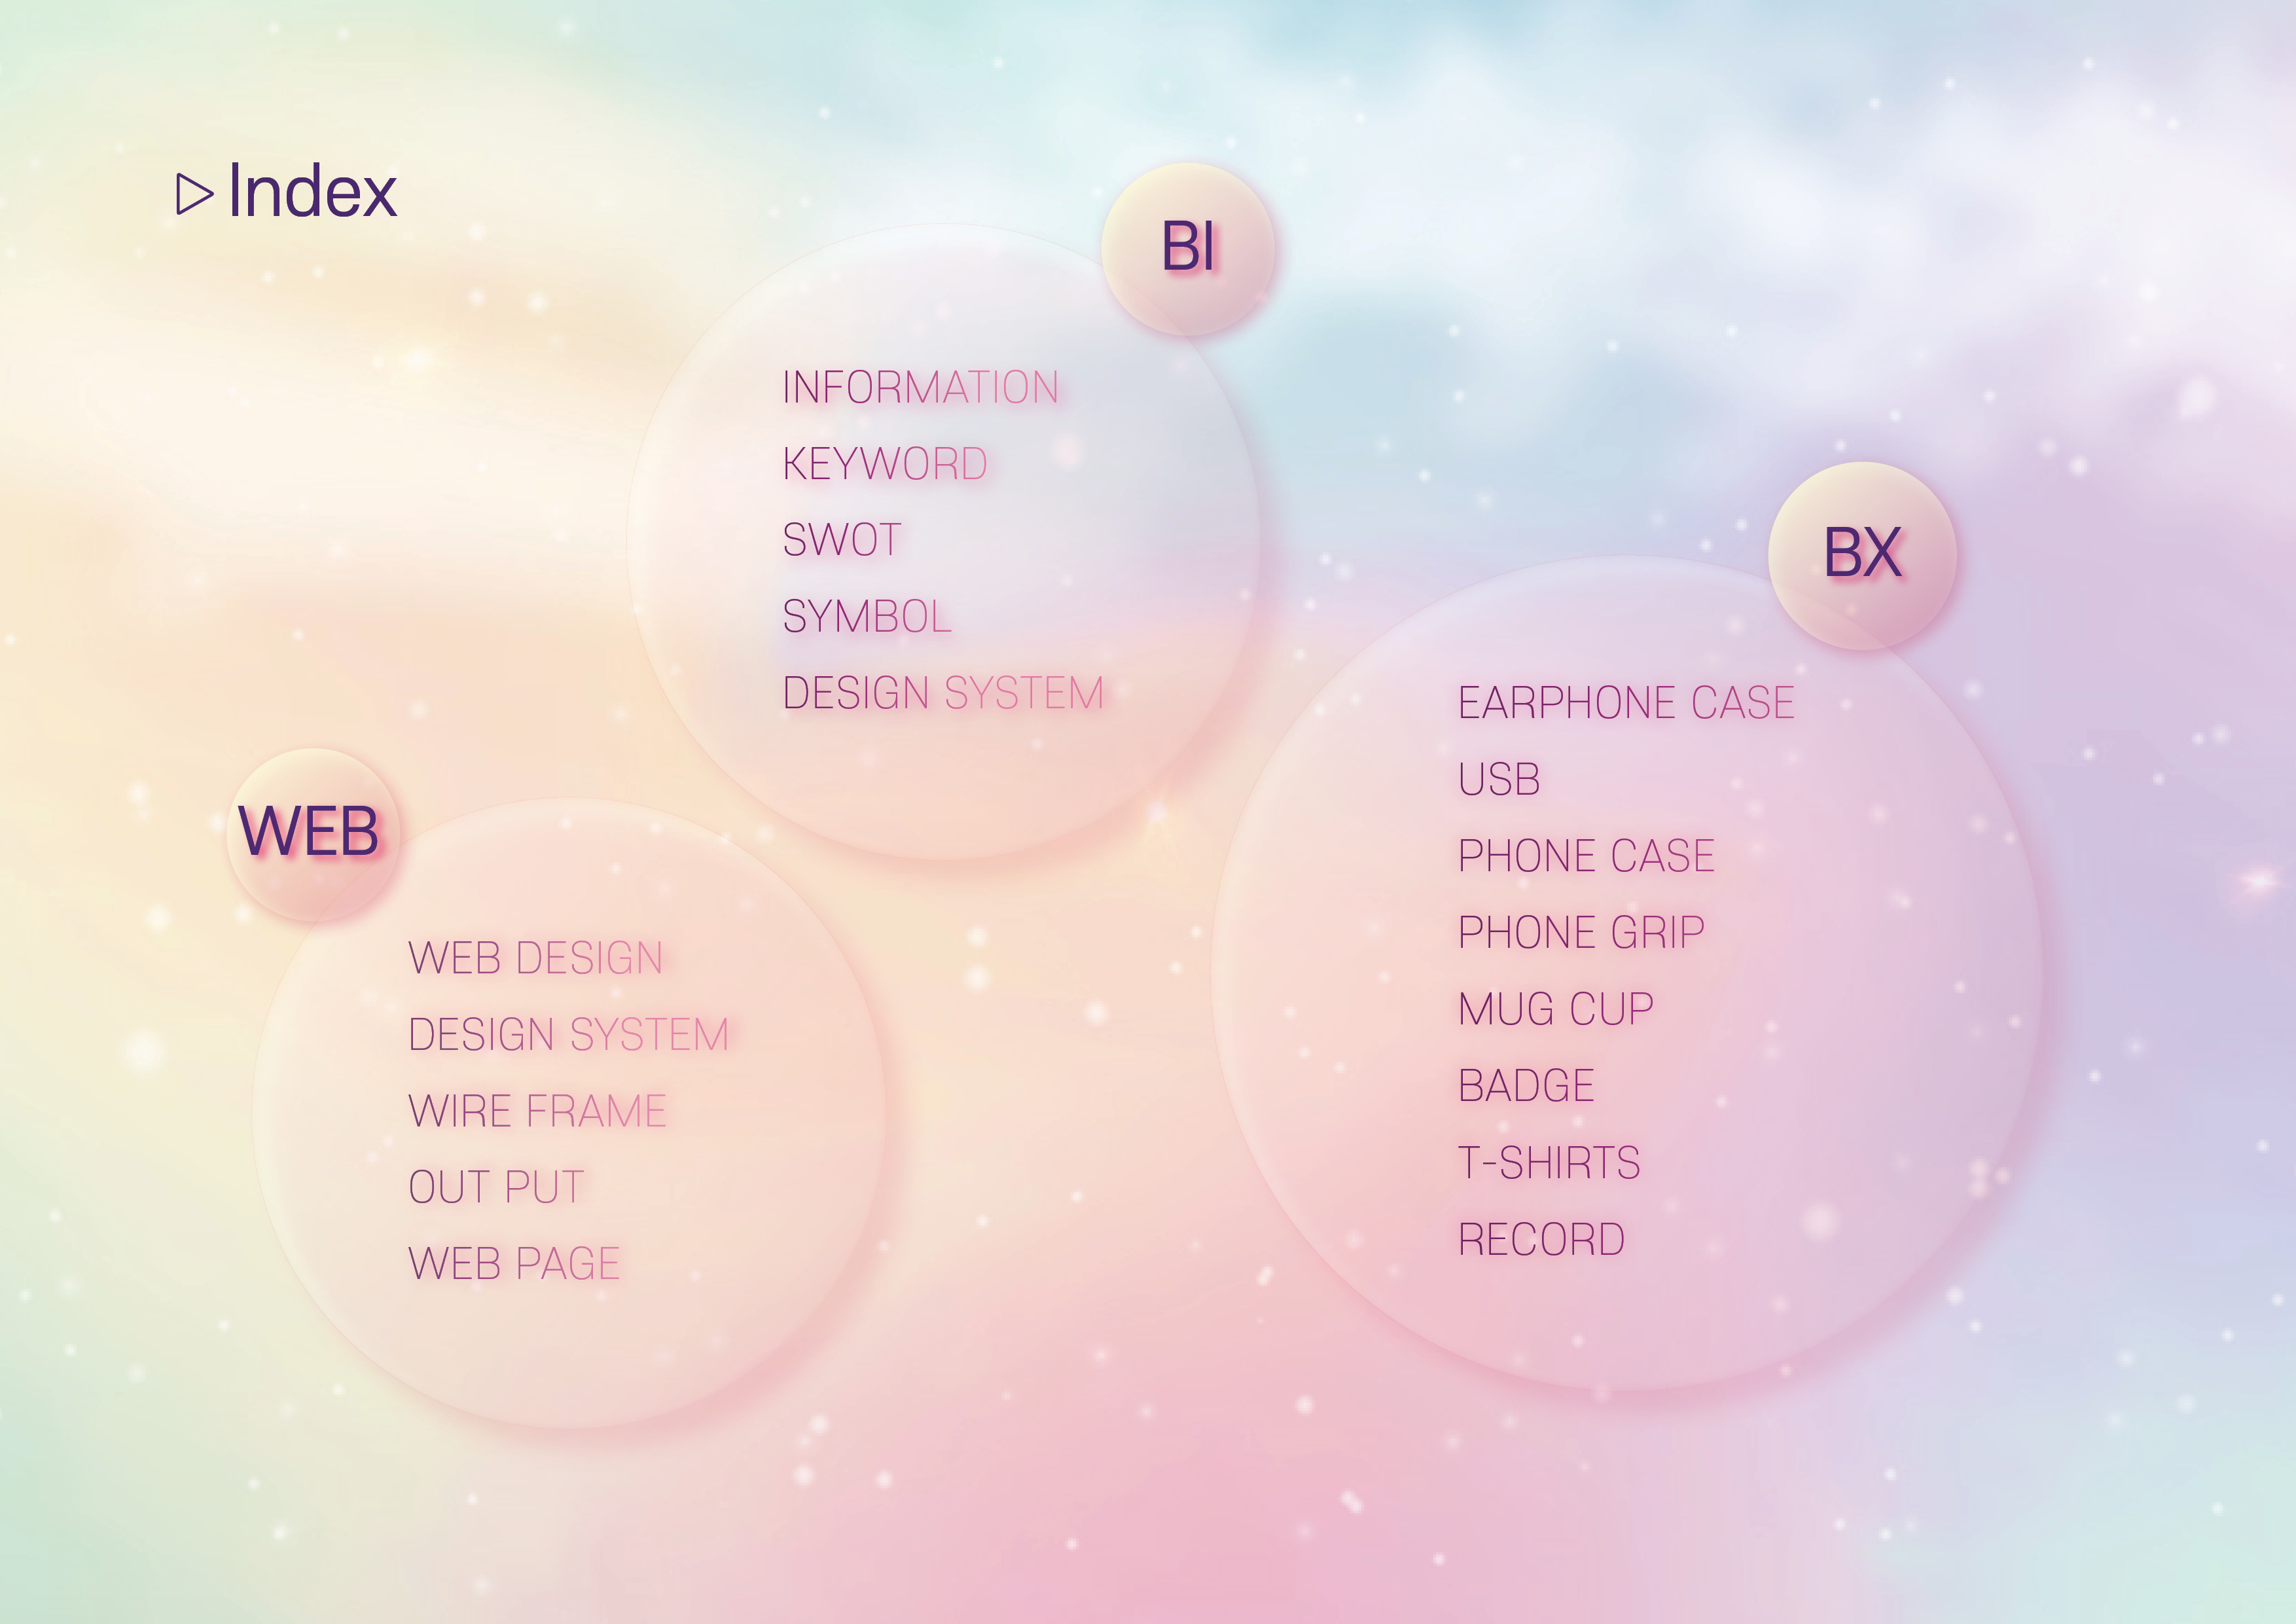 Index
BI
INFORMATION
KEYWORD
SWOT
SYMBOL
DESIGN SYSTEM
BX
EARPHONE CASE
USB
PHONE CASE
PHONE GRIP
MUG CUP
BADGE
T-SHIRTS
RECORD
WEB
WEB DESIGN
DESIGN SYSTEM
WIRE FRAME
OUT PUT
WEB PAGE